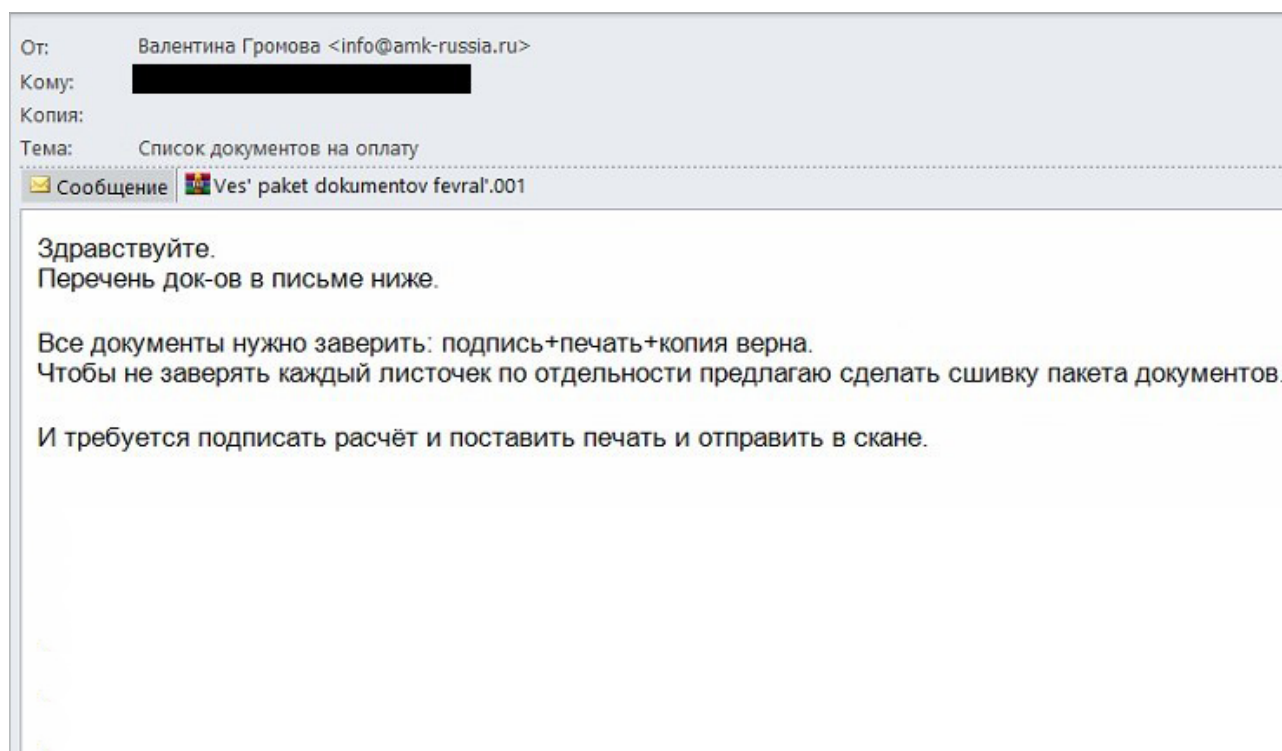 От: Валентина Громова <info@amk-russia.ru>
Кому:
Копия:
Тема: Список документов на оплату
Сообщение Ves' paket dokumentov fevral'.001
Здравствуйте.
Перечень док-ов в письме ниже.
Все документы нужно заверить: подпись+печать+копия верна.
Чтобы не заверять каждый листочек по отдельности предлагаю сделать сшивку пакета документов.
И требуется подписать расчёт и поставить печать и отправить в скане.